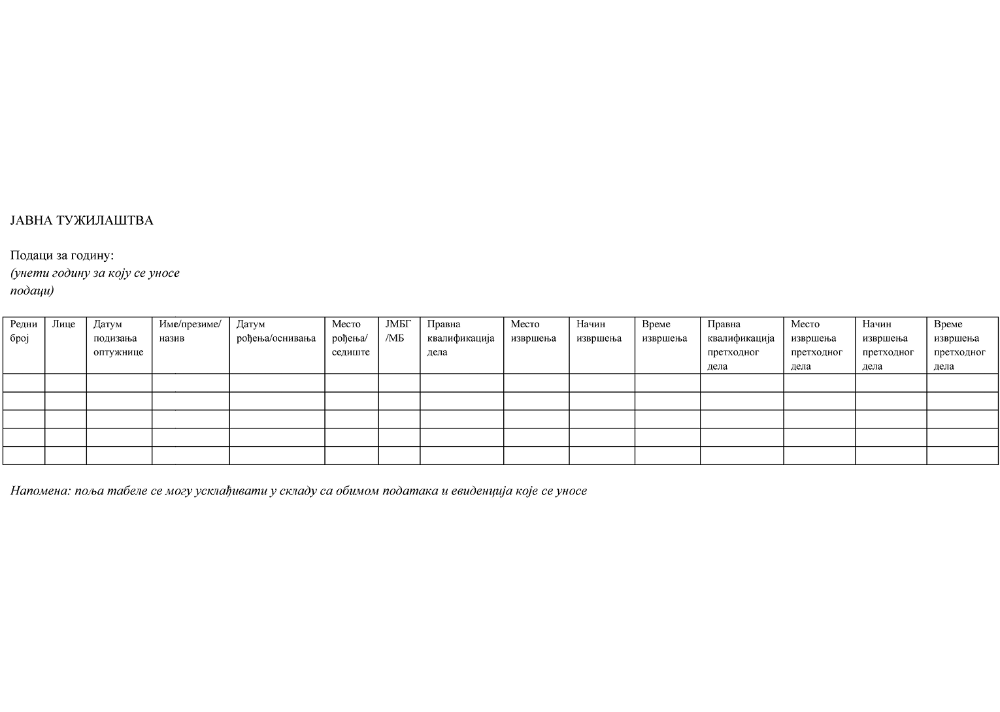 ЈАВНА ТУЖИЛАШТВА
Подаци за годину:
(унети годину за коју се уносе
подаци)
Редни број	Лице	Датум подизања оптужнице	Име/презиме/ назив	Датум рођења/оснивања	Место рођења/ седиште	ЈМБГ /МБ	Правна квалификација дела	Место извршења	Начин извршења	Време извршења	Правна квалификација претходног дела	Место извршења претходног дела	Начин извршења претходног дела	Време извршења претходног дела
Напомена: поља табеле се могу усклађивати у складу са обимом података и евиденција које се уносе